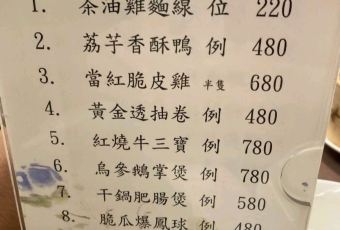 1. 茶油雞麵線 位 220
2. 荔芋香酥鴨 例 480
3. 當紅脆皮雞 半隻 680
4. 黃金透抽卷 例 480
5. 紅燒牛三寶 例 780
6. 烏參鵝掌煲 例 780
7. 干鍋肥腸煲 例 580
8. 脆瓜爆鳳球 例 480